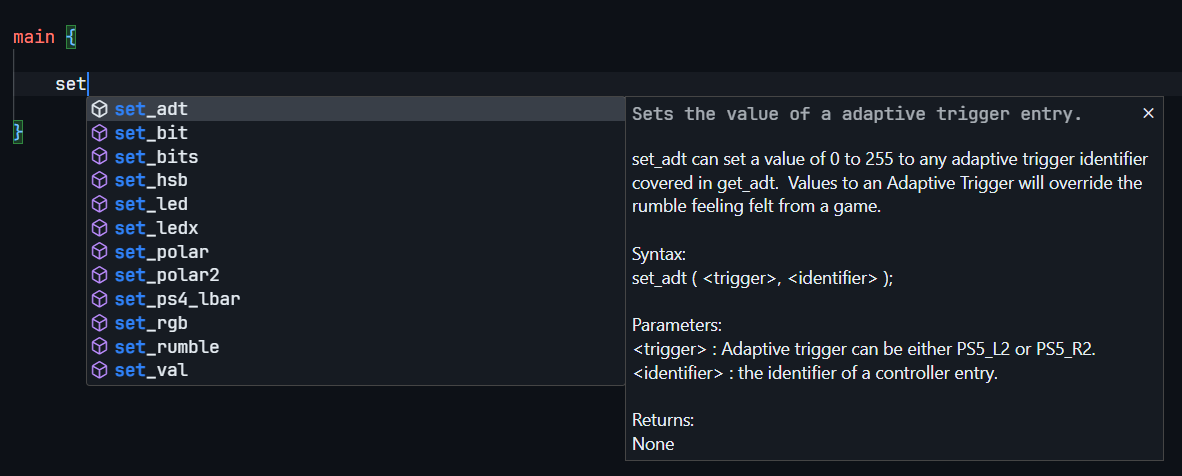 main {
set
set_adt
set_bit
set_bits
set_hsb
set_led
set_ledx
set_polar
set_polar2
set_ps4_lbar
set_rgb
set_rumble
set_val
}
Sets the value of a adaptive trigger entry.
set_adt can set a value of 0 to 255 to any adaptive trigger identifier
covered in get_adt.  Values to an Adaptive Trigger will override the
rumble feeling felt from a game.
Syntax:
set_adt ( <trigger>, <identifier> );
Parameters:
<trigger> : Adaptive trigger can be either PS5_L2 or PS5_R2.
<identifier> : the identifier of a controller entry.
Returns:
None